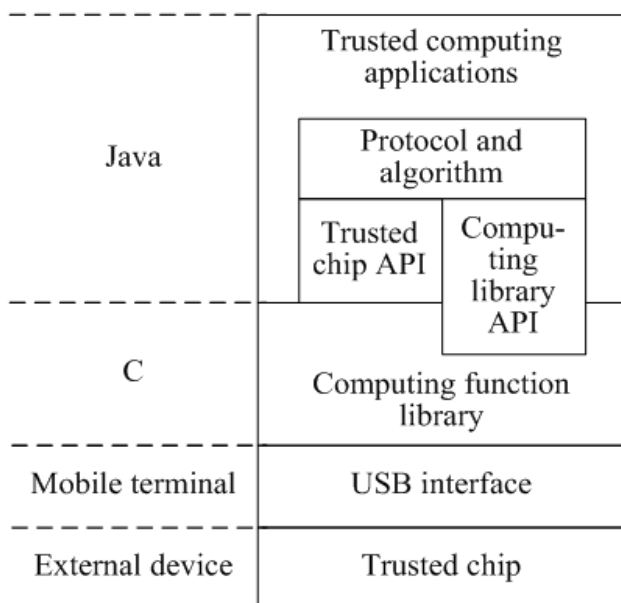 Trusted computing
applications
Java
Protocol and
algorithm
Trusted
chip API
Compu-
ting
library
API
C
Computing function
library
Mobile terminal
USB interface
External device
Trusted chip